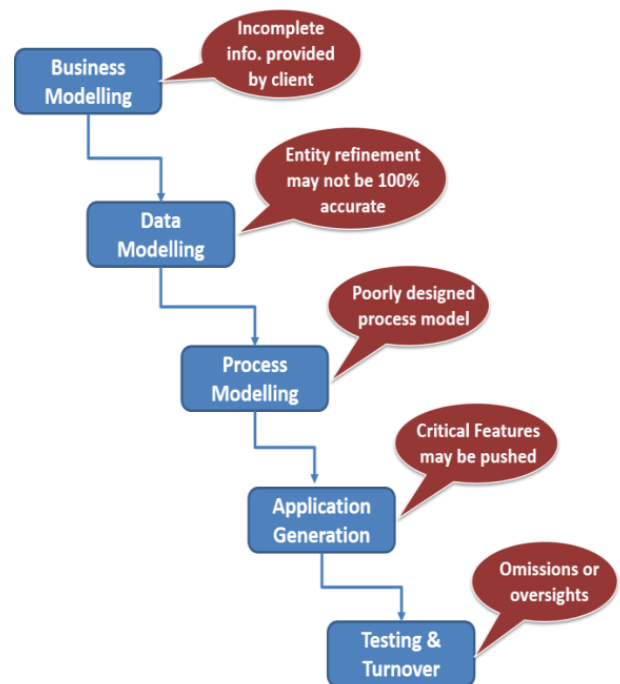 Incomplete
info. provided
by client
Business
Modelling
Entity refinement
may not be 100%
accurate
Data
Modelling
Poorly designed
process model
Process
Modelling
Critical Features
may be pushed
Application
Generation
Omissions or
oversights
Testing &
Turnover